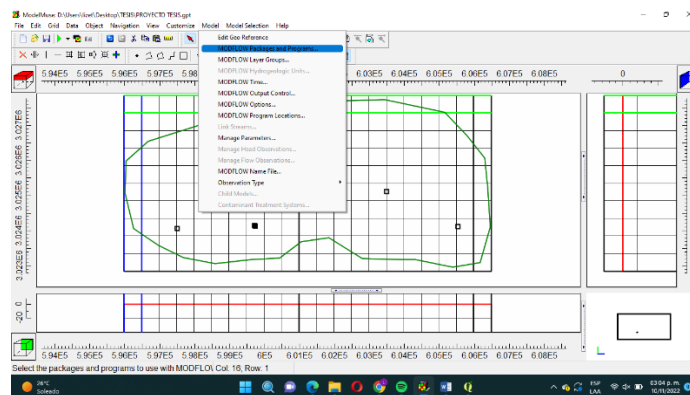 ModelMuse: D:\Users\lizet\Desktop\TESIS\PROYECTO TESIS.gpt
File Edit Grid Data Object Navigation View Customize Model Model Selection Help
Edit Geo Reference
MODFLOW Packages and Programs...
MODFLOW Layer Groups...
MODFLOW Hydrogeologic Units...
MODFLOW Time...
MODFLOW Output Control...
MODFLOW Options...
MODFLOW Program Locations...
Link Streams...
Manage Parameters...
Manage Head Observations...
Manage Flow Observations...
MODFLOW Name File...
Observation Type
Child Models...
Contaminant Treatment Systems...
5.94E5 5.95E5 5.96E5 5.97E5 5.98 6.03E5 6.04E5 6.05E5 6.06E5 6.07E5 6.08E5
0
3.027E6
3.026E6
3.025E6
3.024E6
3.023E6
0
-20
5.94E5 5.95E5 5.96E5 5.97E5 5.98E5 5.99E5 6E5 6.01E5 6.02E5 6.03E5 6.04E5 6.05E5 6.06E5 6.07E5 6.08E5
Select the packages and programs to use with MODFLOW Col: 16, Row: 1
26°C
Soleado
ESP
LAA
03:04 p. m.
10/11/2022